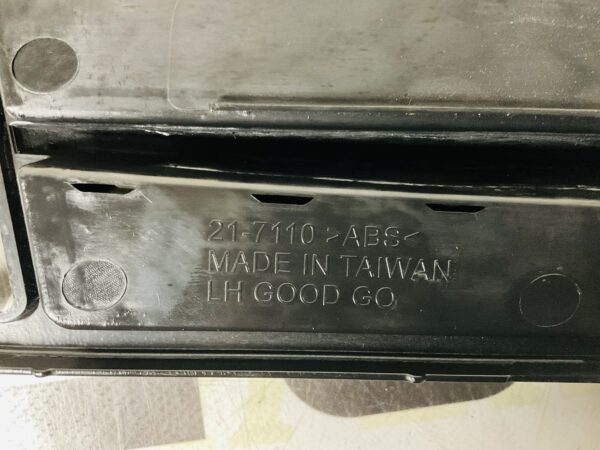 21-7110 >ABS<
MADE IN TAIWAN
LH GOOD GO